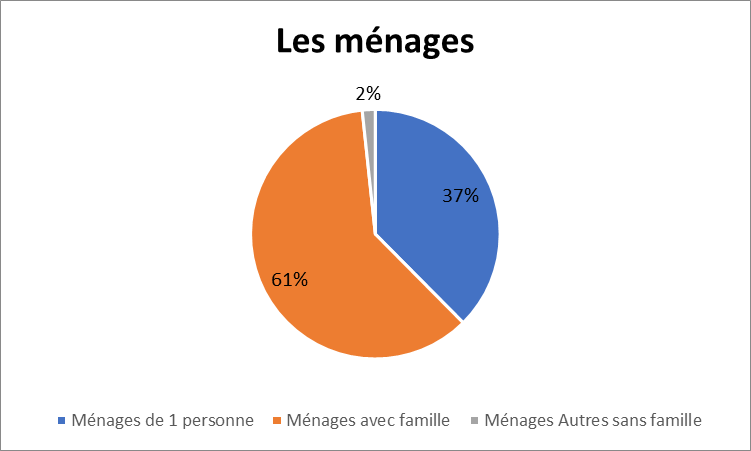 Les ménages
2%
37%
61%
Ménages de 1 personne Ménages avec famille Ménages Autres sans famille